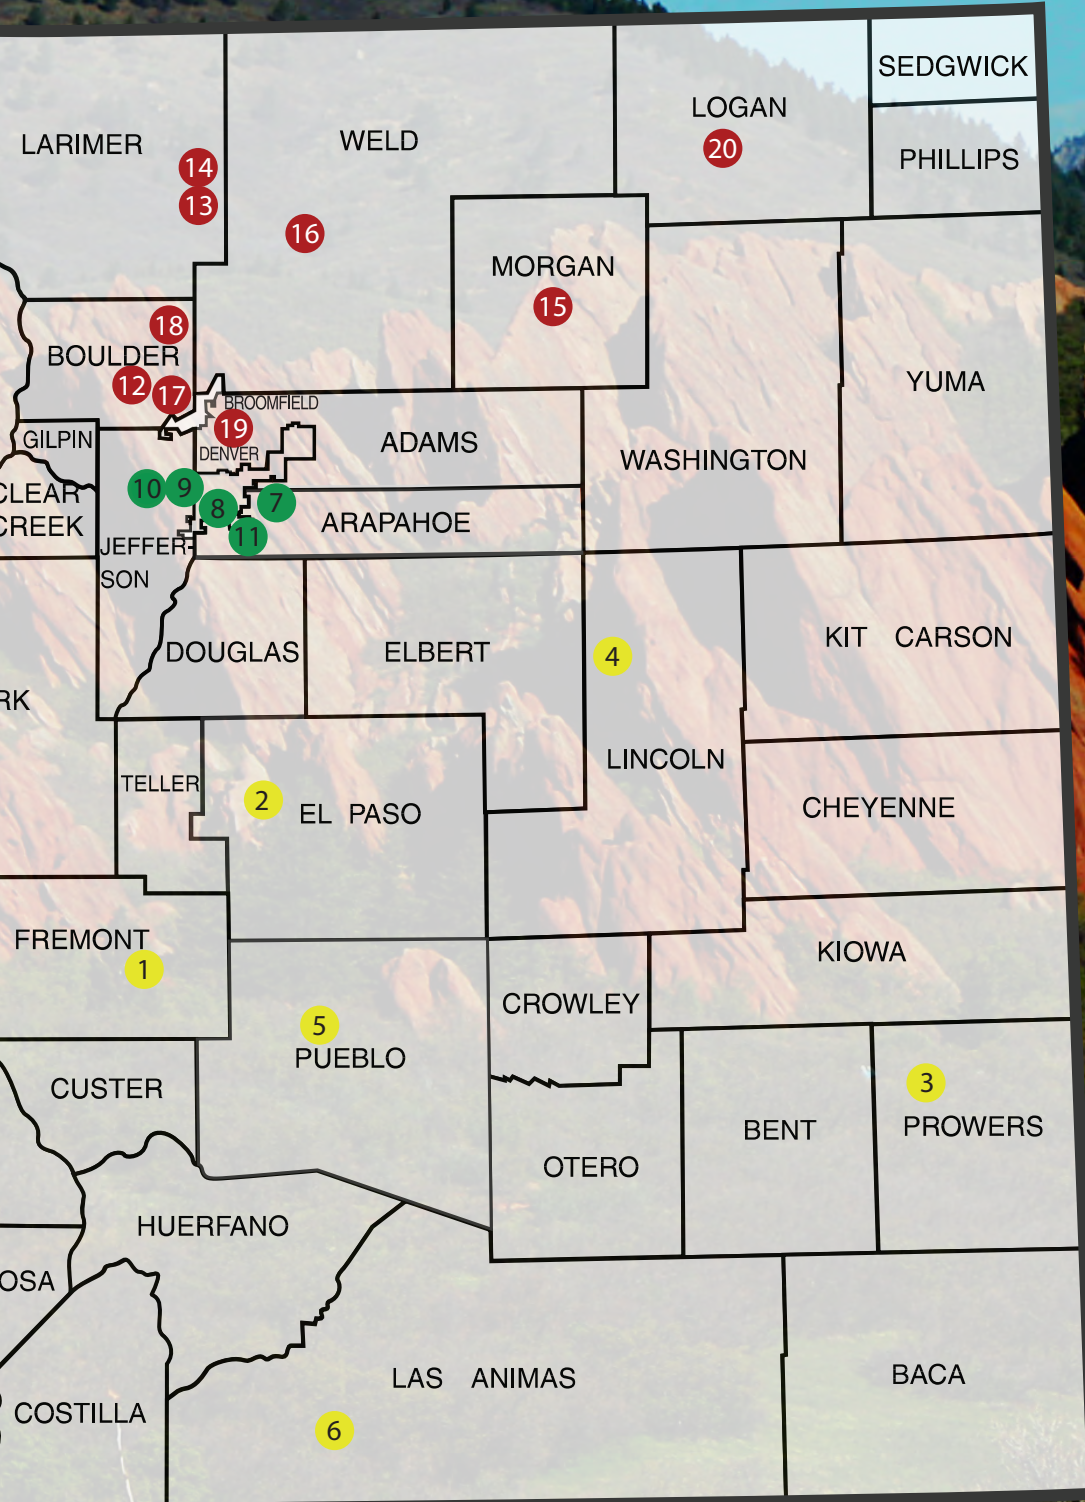 SEDGWICK
LOGAN
LARIMER
WELD
20
PHILLIPS
14
13
16
MORGAN
15
18
BOULDER
12
17
YUMA
BROOMFIELD
19
GILPIN
ADAMS
DENVER
WASHINGTON
10
9
CLEAR
CREEK
8
7
11
ARAPAHOE
JEFFER-
SON
DOUGLAS
ELBERT
4
KIT CARSON
RK
LINCOLN
TELLER
2
EL PASO
CHEYENNE
FREMONT
1
KIOWA
CROWLEY
5
PUEBLO
CUSTER
3
PROWERS
BENT
OTERO
HUERFANO
OSA
LAS ANIMAS
BACA
COSTILLA
6